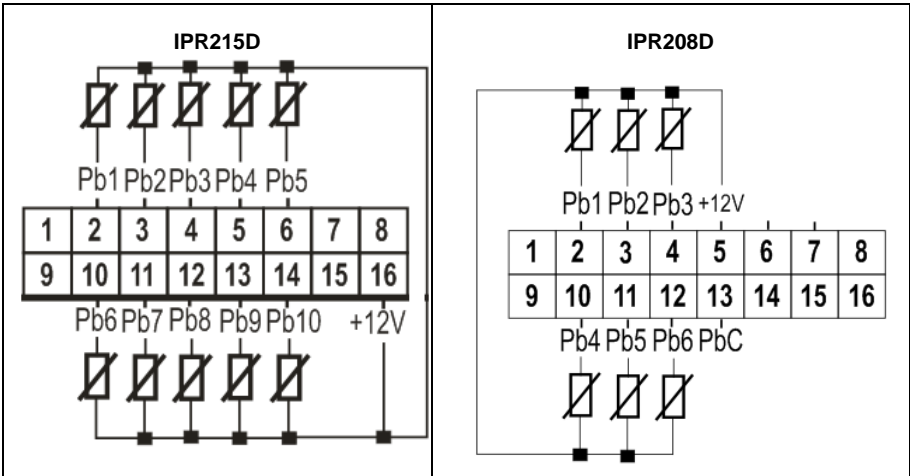 IPR215D
Pb1 Pb2 Pb3 Pb4 Pb5
1 2 3 4 5 6 7 8
9 10 11 12 13 14 15 16
Pb6 Pb7 Pb8 Pb9 Pb10 +12V
IPR208D
Pb1 Pb2 Pb3 +12V
1 2 3 4 5 6 7 8
9 10 11 12 13 14 15 16
Pb4 Pb5 Pb6 PbC